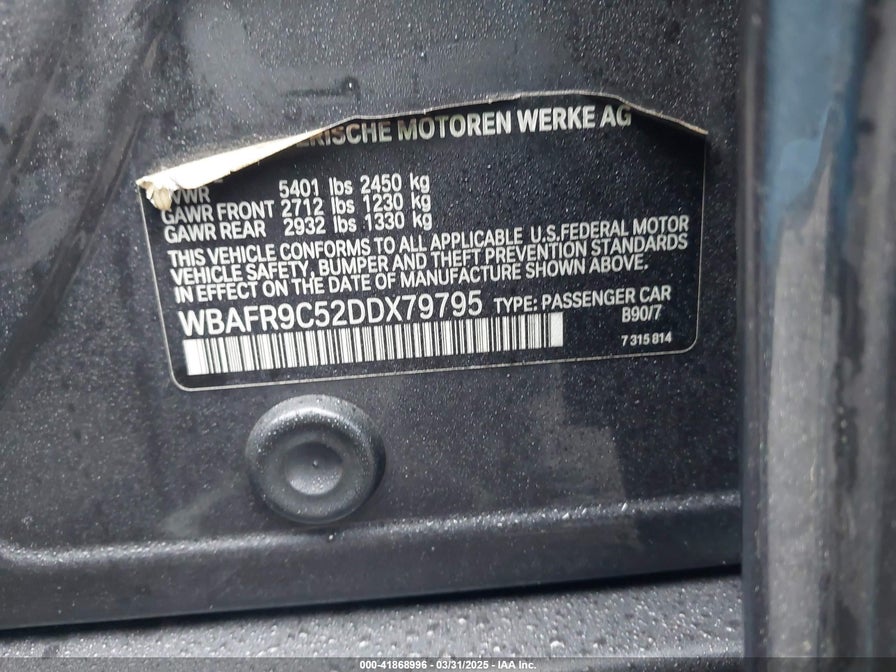 ERISCHE MOTOREN WERKE AG
5401 lbs 2450 kg
GAWR FRONT 2712 lbs 1230 kg
GAWR REAR 2932 lbs 1330 kg
THIS VEHICLE CONFORMS TO ALL APPLICABLE U.S.FEDERAL MOTOR
VEHICLE SAFETY, BUMPER AND THEFT PREVENTION STANDARDS
IN EFFECT ON THE DATE OF MANUFACTURE SHOWN ABOVE.
WBAFR9C52DDX79795 TYPE: PASSENGER CAR
B90/7
7 315 814
000-41868996 — 03/31/2025 — IAA Inc.